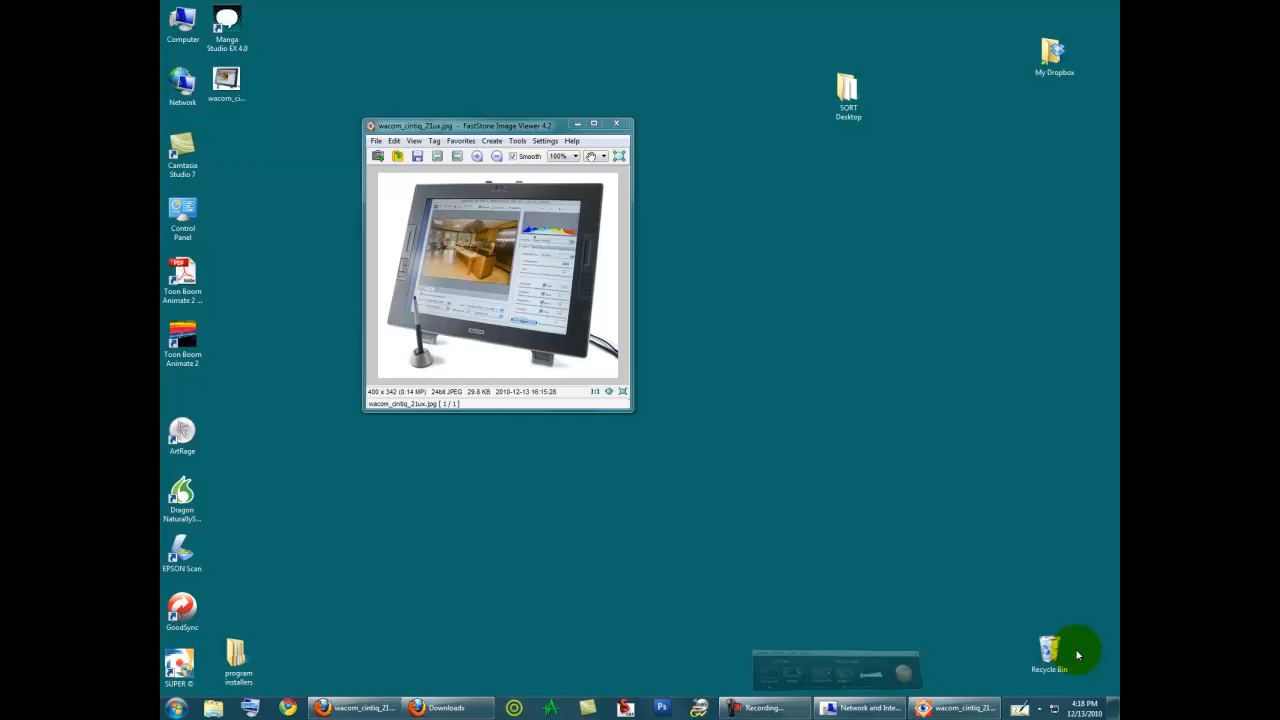 Computer
Manga
Studio EX 4.0
Network
wacom_ci...
Camtasia
Studio 7
Control
Panel
PDF
Toon Boom
Animate 2 ...
Toon Boom
Animate 2
ArtRage
Dragon
NaturallyS...
EPSON Scan
GoodSync
SUPER ©
program
installers
SORT
Desktop
My Dropbox
wacom_cintiq_21ux.jpg - FastStone Image Viewer 4.2
File Edit View Tag Favorites Create Tools Settings Help
Smooth 100%
400 x 342 (0.14 MP) 24bit JPEG 29.8 KB 2010-12-13 16:15:28 1:1
wacom_cintiq_21ux.jpg [ 1 / 1 ]
Recycle Bin
wacom_cintiq_21...
Downloads
Ps
Recording...
Network and Inte...
wacom_cintiq_21...
4:18 PM
12/13/2010